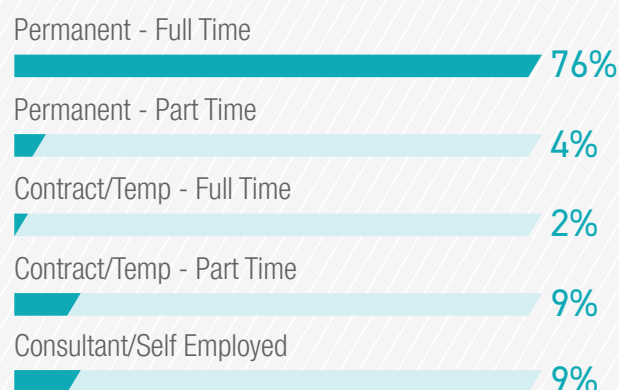 Permanent - Full Time
76%
Permanent - Part Time
4%
Contract/Temp - Full Time
2%
Contract/Temp - Part Time
9%
Consultant/Self Employed
9%